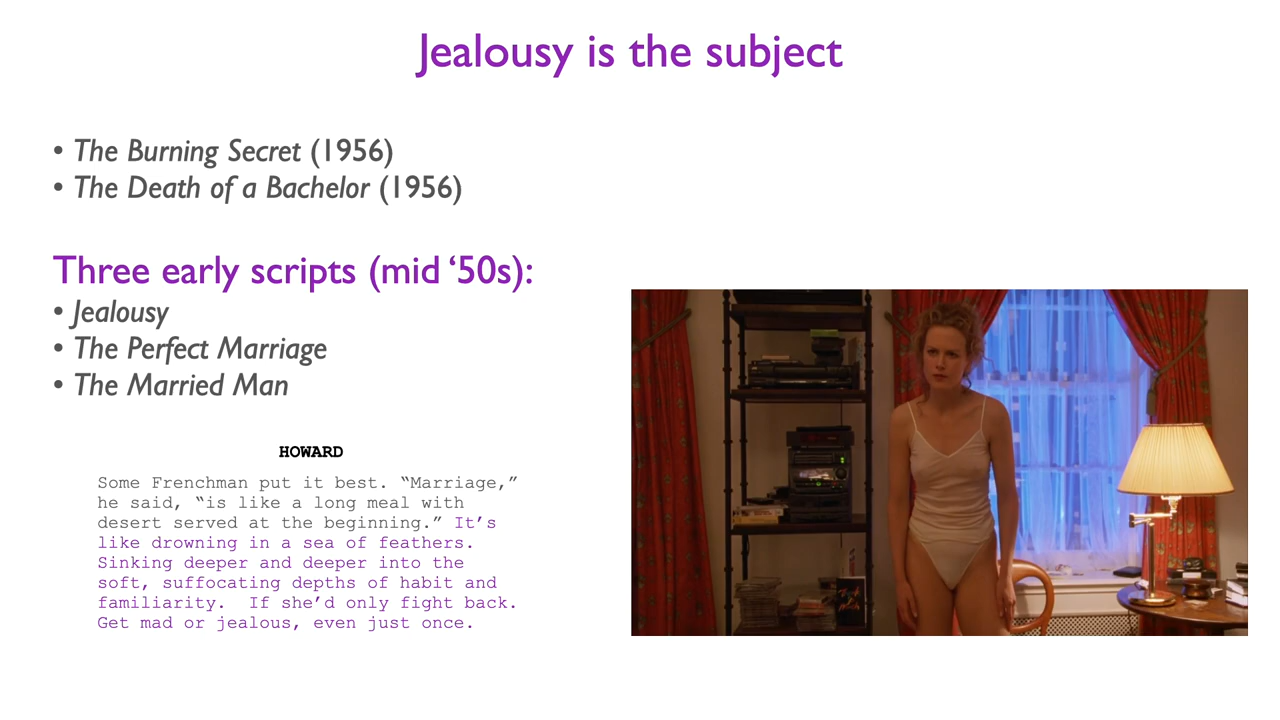 Jealousy is the subject
• The Burning Secret (1956)
• The Death of a Bachelor (1956)
Three early scripts (mid ‘50s):
• Jealousy
• The Perfect Marriage
• The Married Man
HOWARD
Some Frenchman put it best. “Marriage,”
he said, “is like a long meal with
desert served at the beginning.” It’s
like drowning in a sea of feathers.
Sinking deeper and deeper into the
soft, suffocating depths of habit and
familiarity.  If she’d only fight back.
Get mad or jealous, even just once.